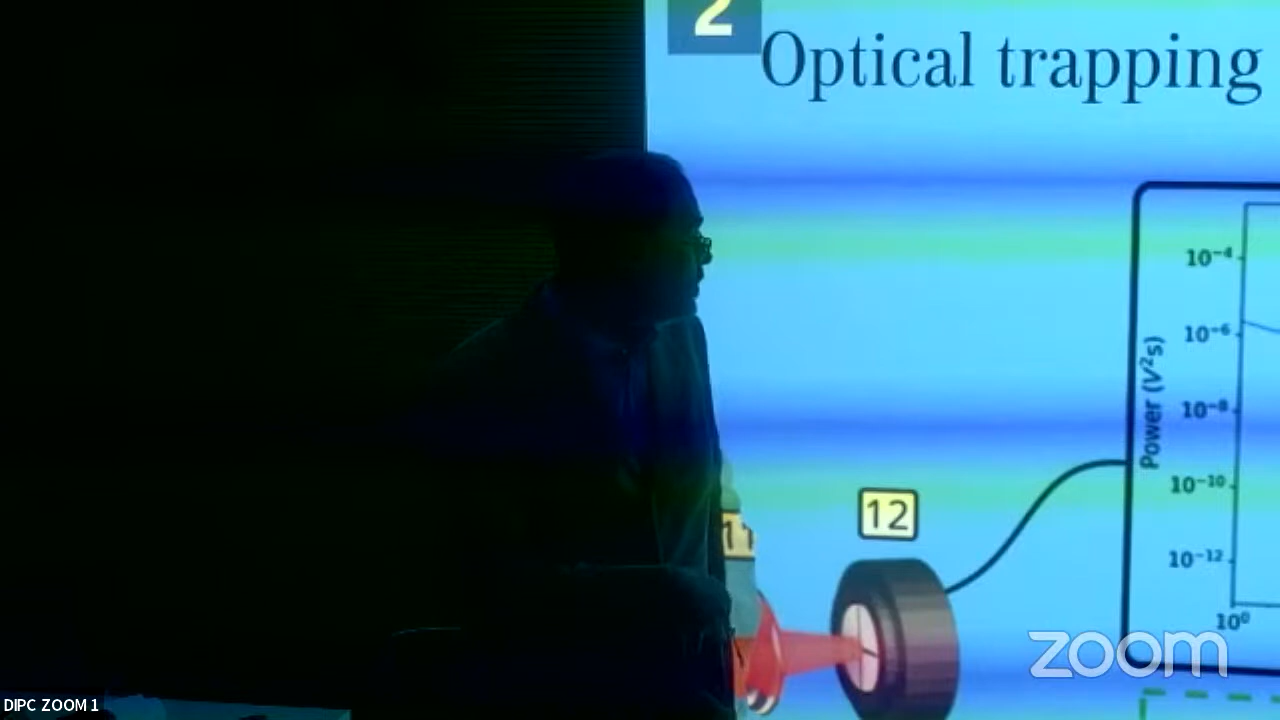 2
Optical trapping
10⁻⁴
10⁻⁶
10⁻⁸
10⁻¹⁰
10⁻¹²
10⁰
Power (V²s)
12
11
zoom
DIPC ZOOM 1